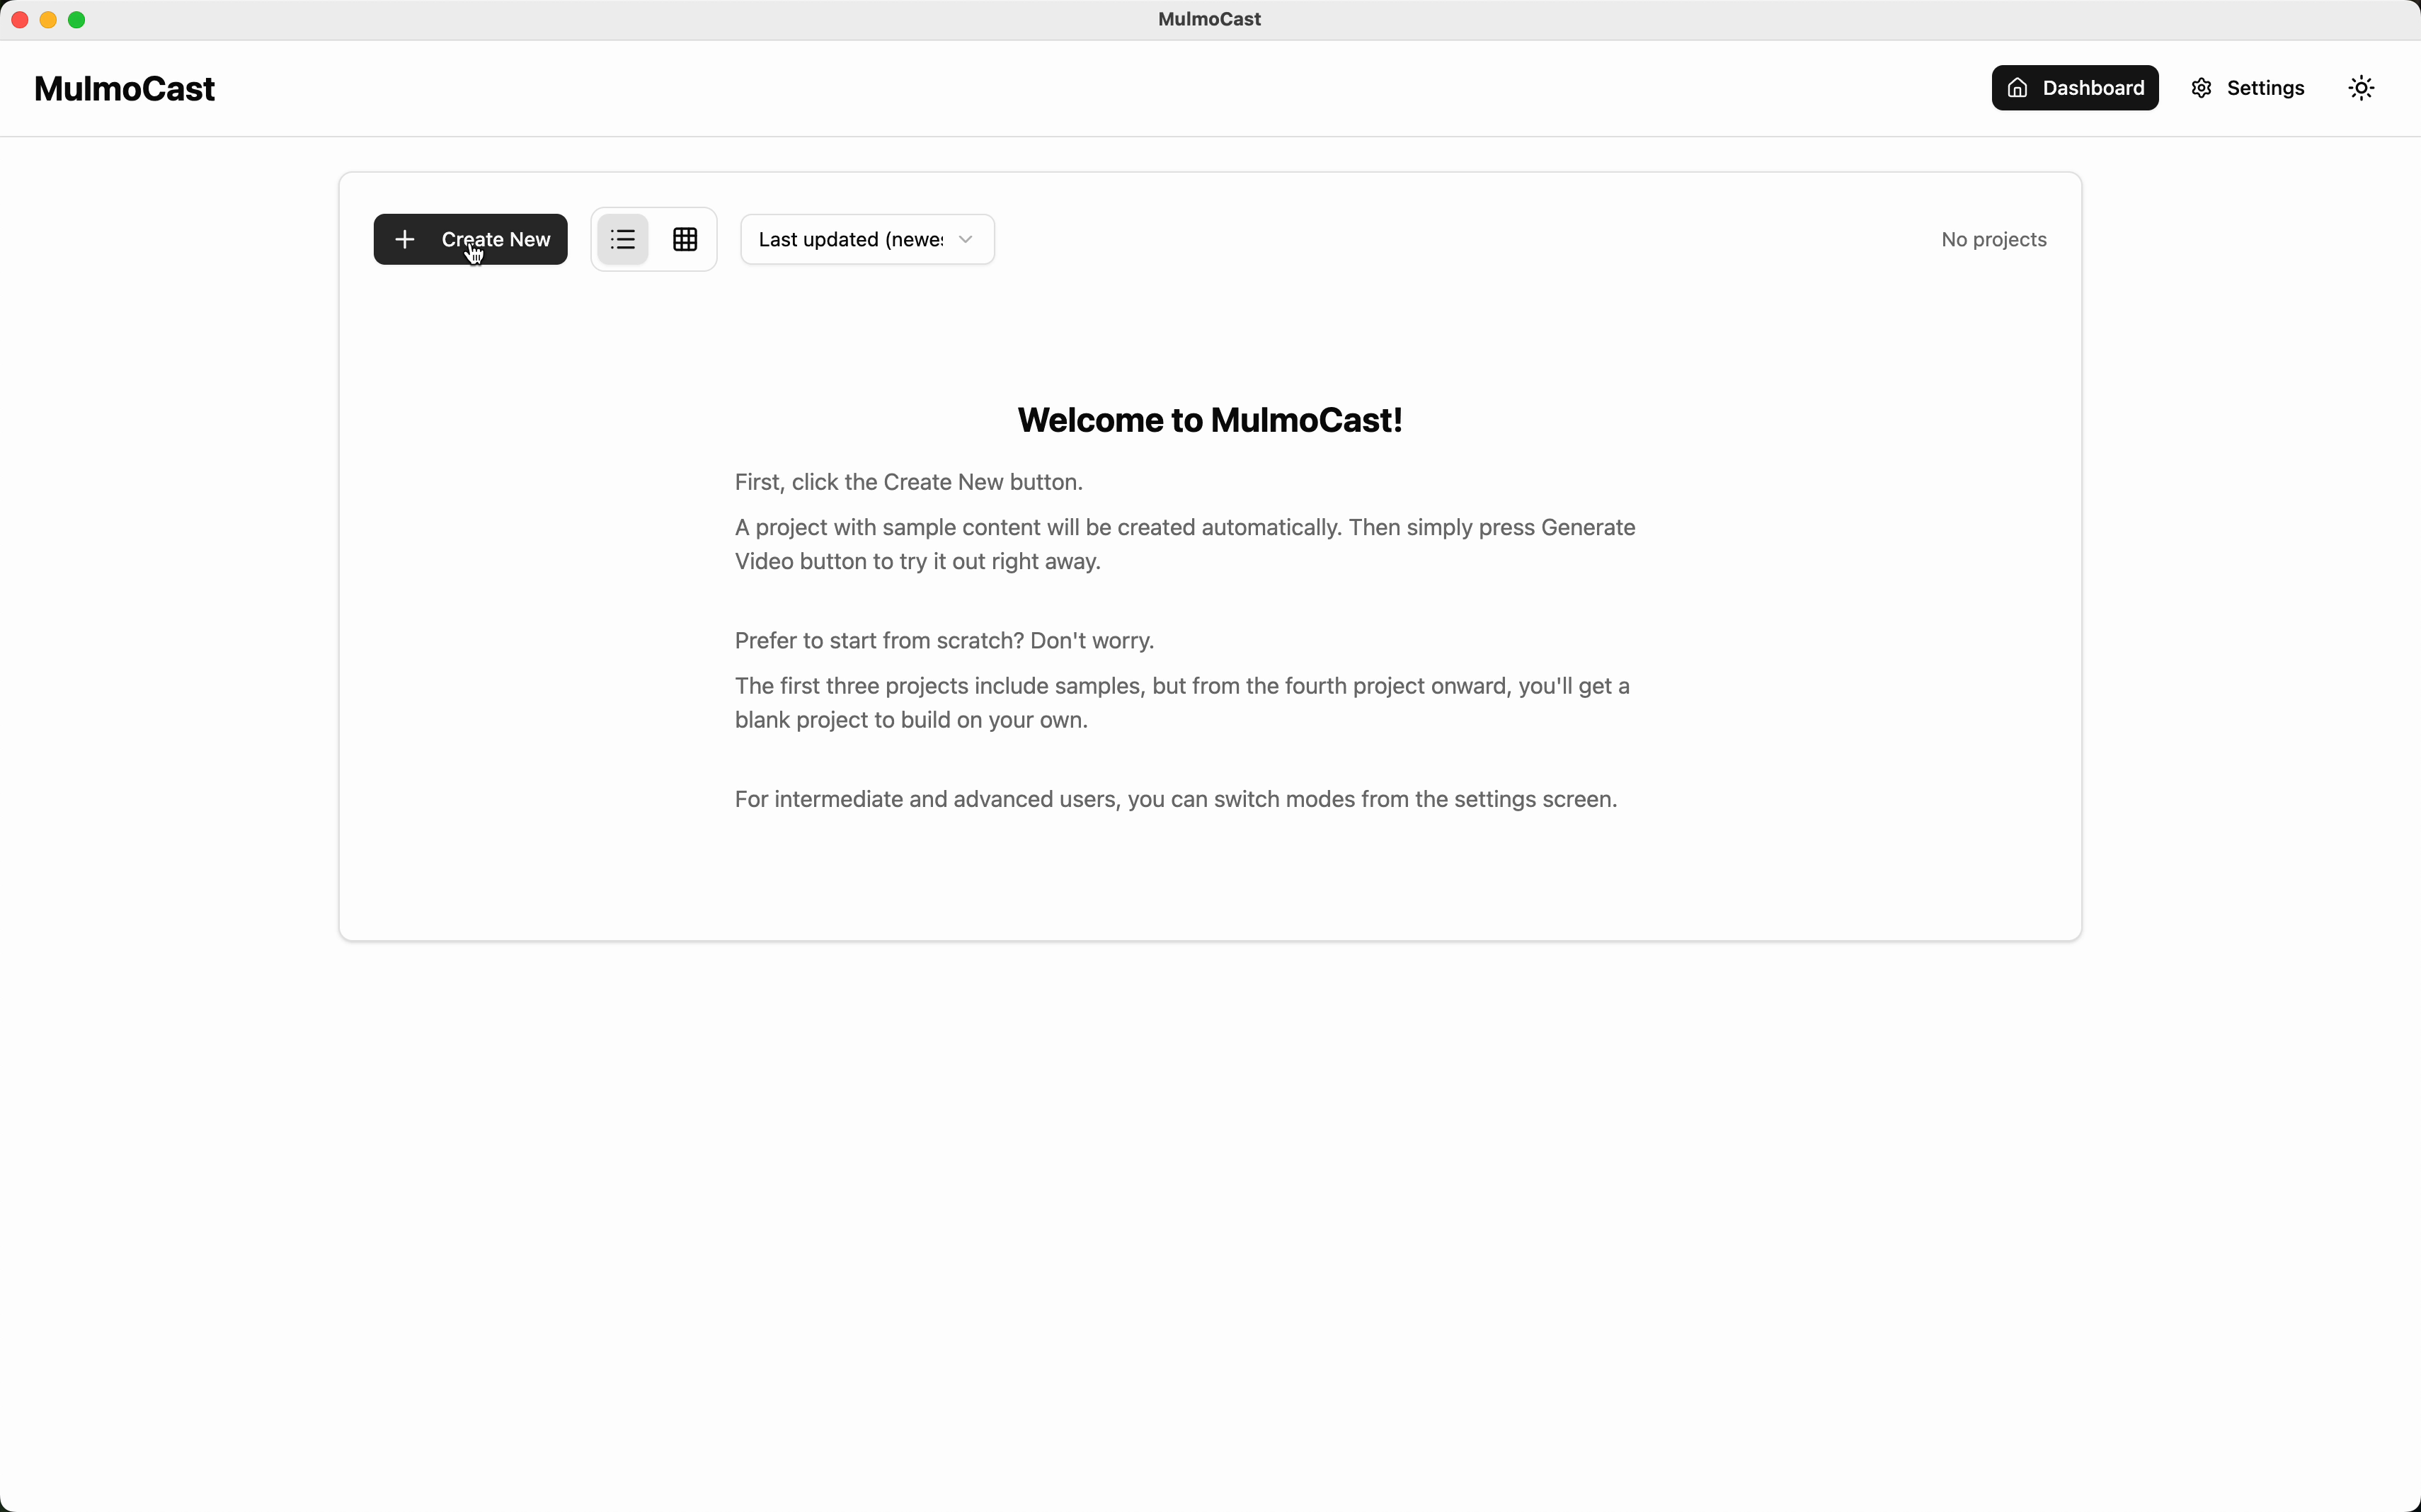 MulmoCast
MulmoCast
Dashboard
Settings
Create New
Last updated (newes
No projects
Welcome to MulmoCast!
First, click the Create New button.
A project with sample content will be created automatically. Then simply press Generate
Video button to try it out right away.
Prefer to start from scratch? Don't worry.
The first three projects include samples, but from the fourth project onward, you'll get a
blank project to build on your own.
For intermediate and advanced users, you can switch modes from the settings screen.